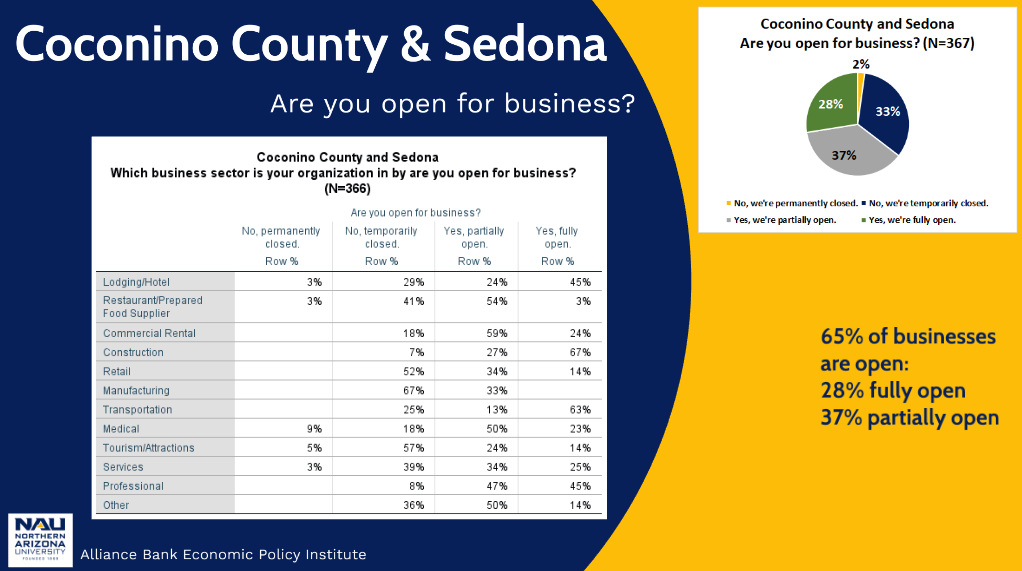 Coconino County & Sedona
Are you open for business?
Coconino County and Sedona
Which business sector is your organization in by are you open for business?
(N=366)
Are you open for business?
No, permanently closed. No, temporarily closed. Yes, partially open. Yes, fully open.
Row % Row % Row % Row %
Lodging/Hotel 3% 29% 24% 45%
Restaurant/Prepared Food Supplier 3% 41% 54% 3%
Commercial Rental 18% 59% 24%
Construction 7% 27% 67%
Retail 52% 34% 14%
Manufacturing 67% 33%
Transportation 25% 13% 63%
Medical 9% 18% 50% 23%
Tourism/Attractions 5% 57% 24% 14%
Services 3% 39% 34% 25%
Professional 8% 47% 45%
Other 36% 50% 14%
Coconino County and Sedona
Are you open for business? (N=367)
2%
28%
33%
37%
No, we're permanently closed. No, we're temporarily closed.
Yes, we're partially open. Yes, we're fully open.
65% of businesses
are open:
28% fully open
37% partially open
NAU
NORTHERN
ARIZONA
UNIVERSITY
FOUNDED 1899
Alliance Bank Economic Policy Institute